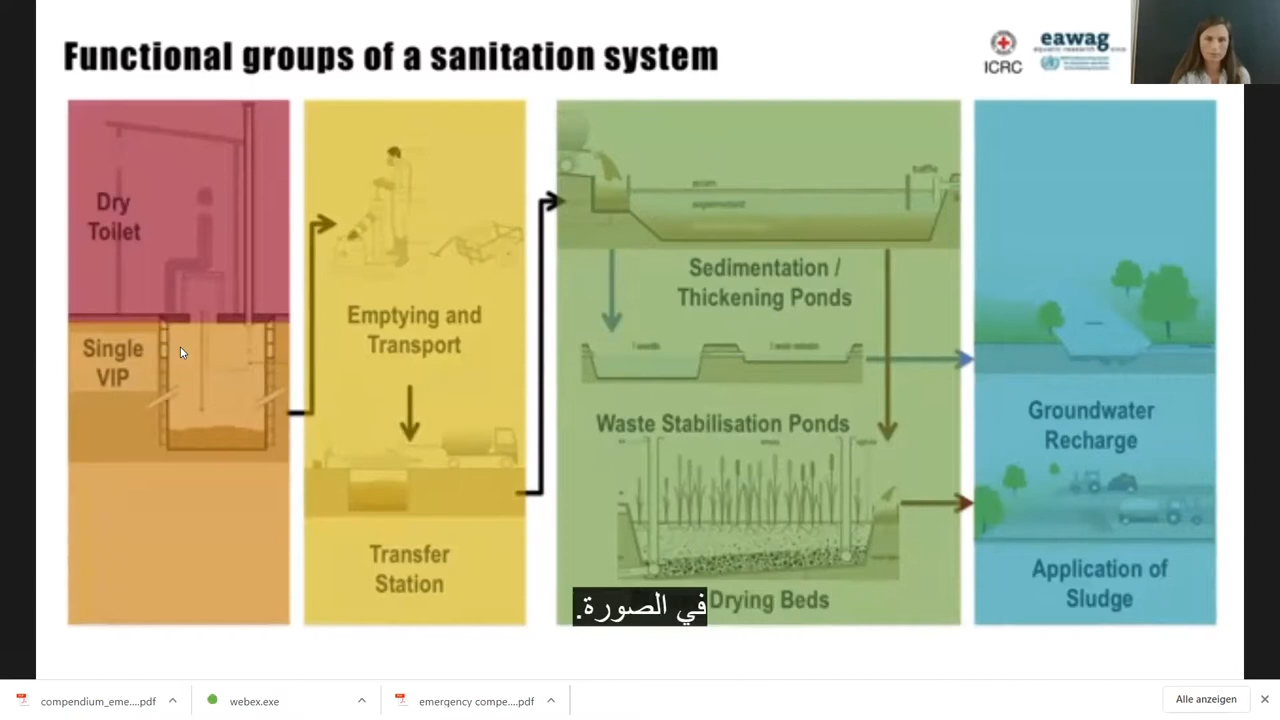 Functional groups of a sanitation system
ICRC
eawag
Dry
Toilet
Single
VIP
Emptying and
Transport
Transfer
Station
scum
supernatant
Sedimentation /
Thickening Ponds
Waste Stabilisation Ponds
Drying Beds
في الصورة.
Groundwater
Recharge
Application of
Sludge
compendium_eme....pdf
webex.exe
emergency compe....pdf
Alle anzeigen